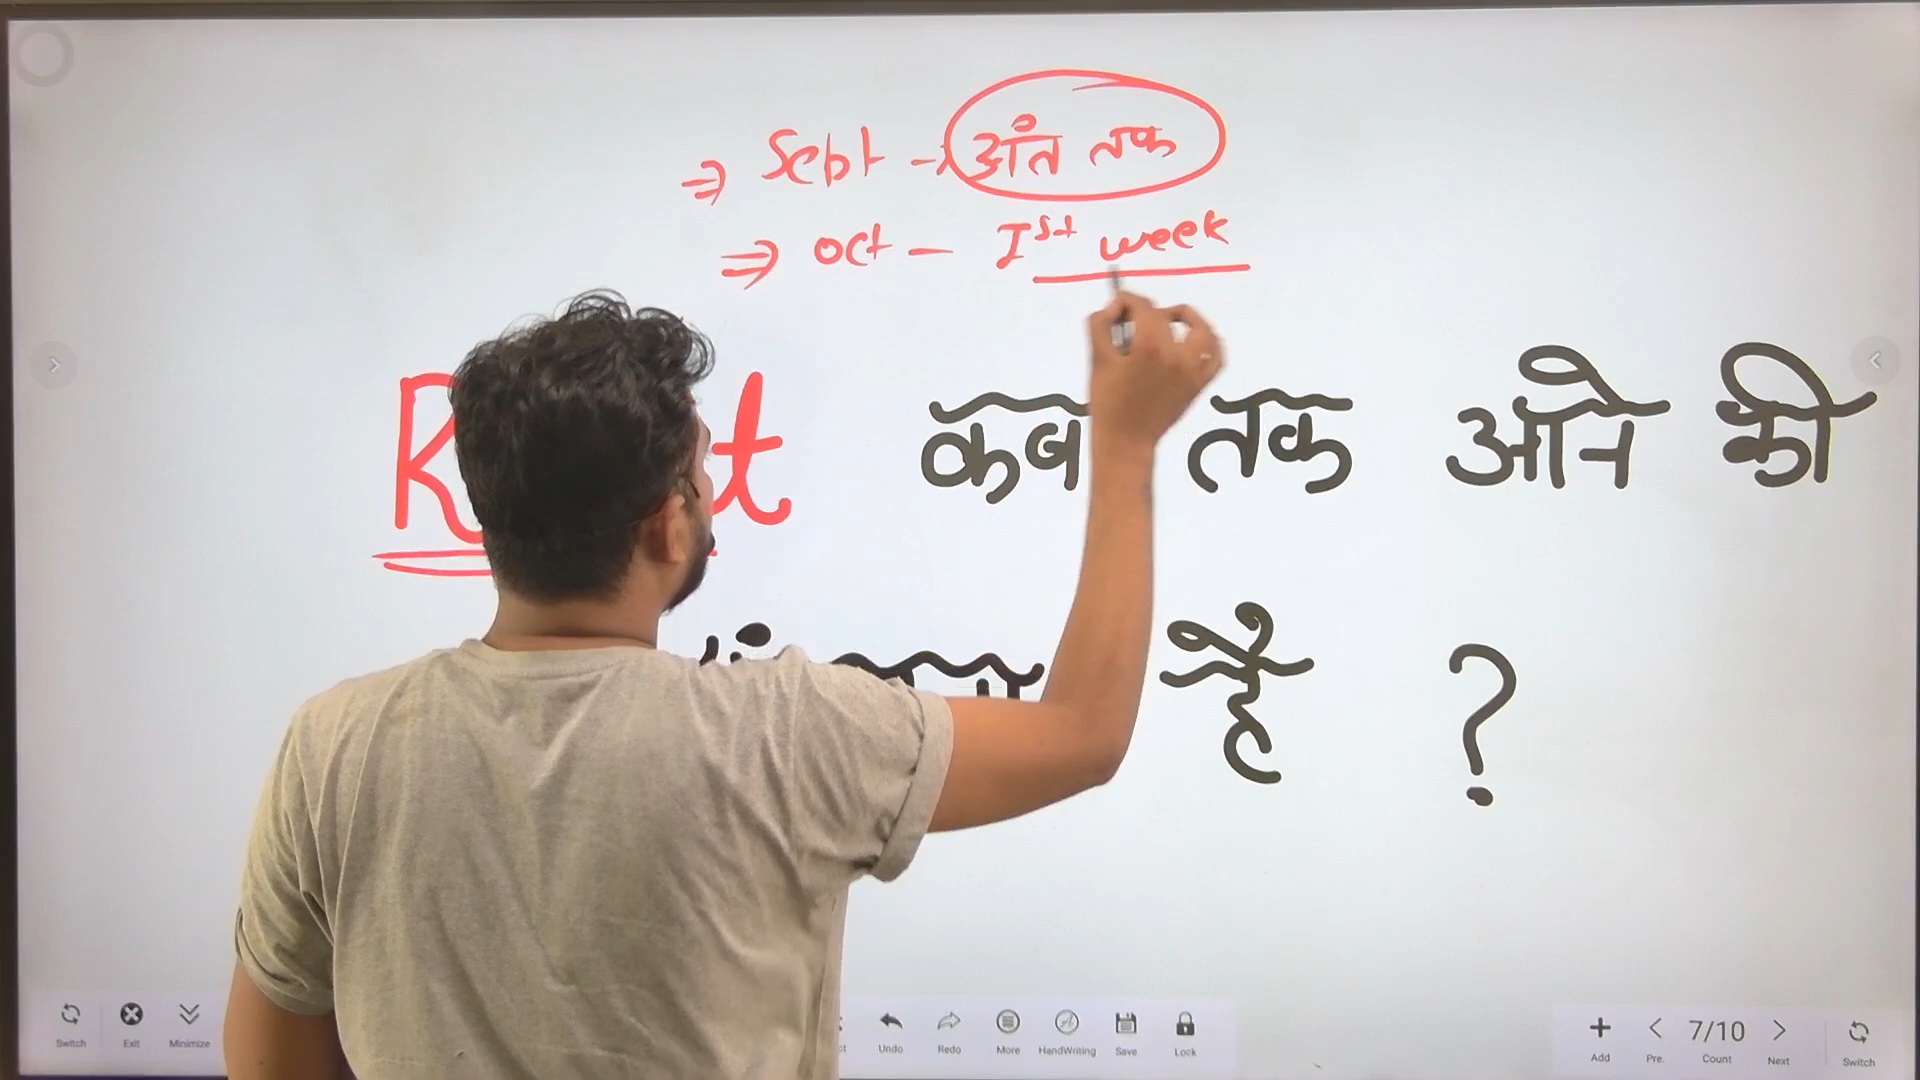 ⇒ Sept → अंत तक
⇒ Oct – Ist week
कब तक आने की
है ?
Switch Exit Minimize Undo Redo More HandWriting Save Lock
Add Pre. 7/10 Count Next Switch